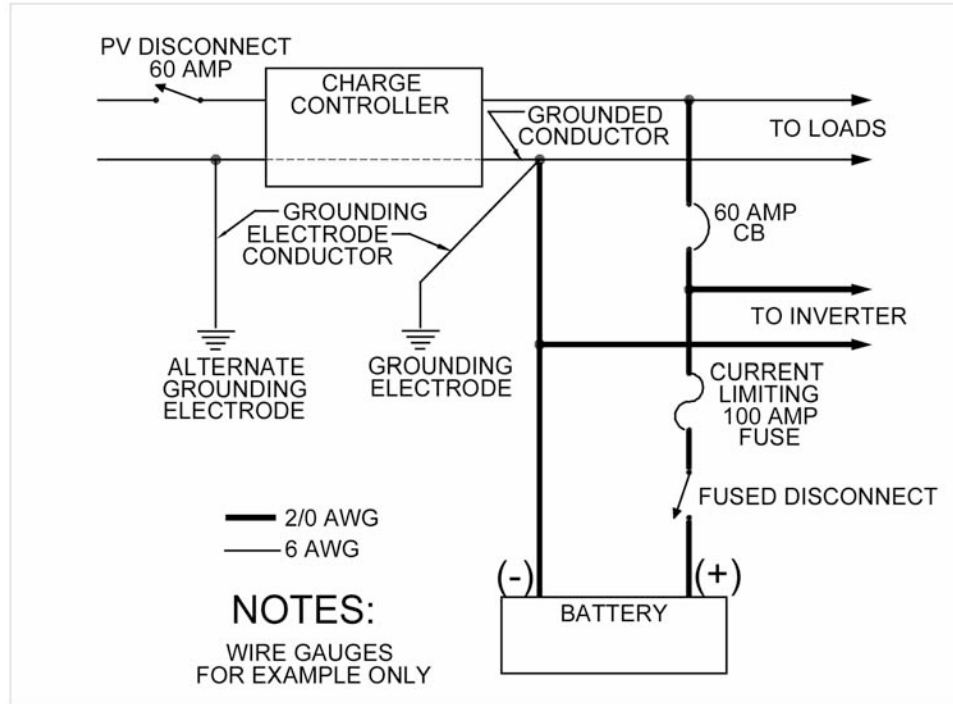 PV DISCONNECT
60 AMP
CHARGE
CONTROLLER
GROUNDED
CONDUCTOR
TO LOADS
GROUNDING
ELECTRODE
CONDUCTOR
60 AMP
CB
TO INVERTER
ALTERNATE
GROUNDING
ELECTRODE
GROUNDING
ELECTRODE
CURRENT
LIMITING
100 AMP
FUSE
FUSED DISCONNECT
2/0 AWG
6 AWG
(-)
(+)
BATTERY
NOTES:
WIRE GAUGES
FOR EXAMPLE ONLY